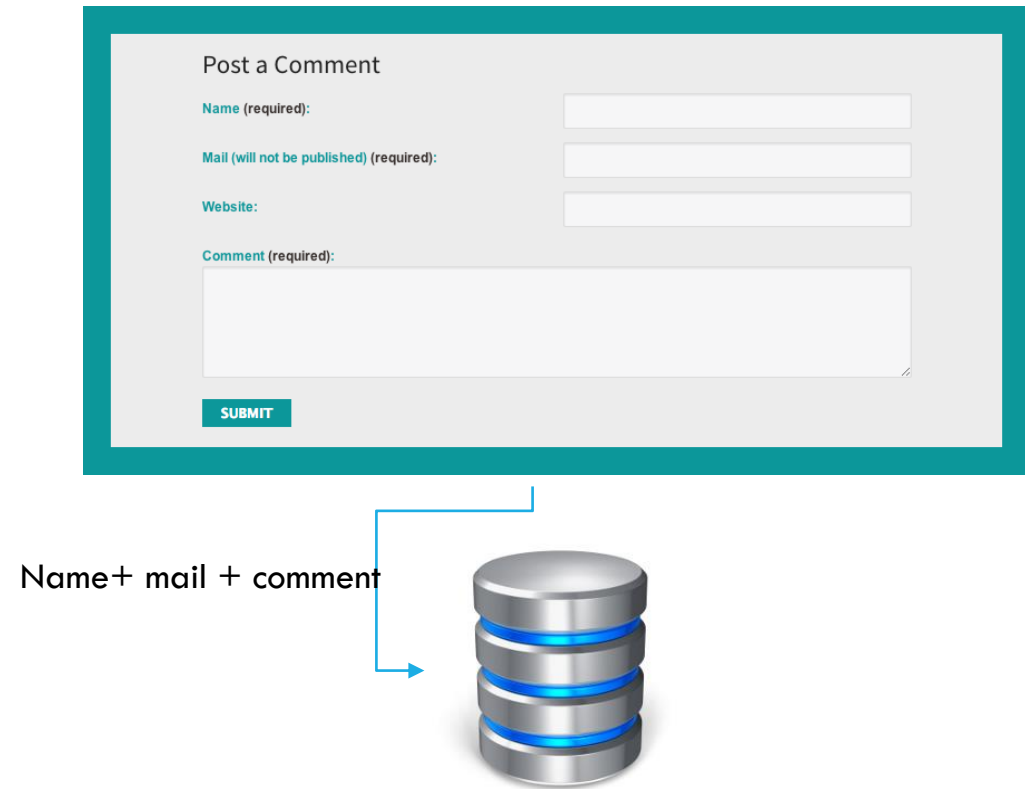 Post a Comment
Name (required):
Mail (will not be published) (required):
Website:
Comment (required):
SUBMIT
Name+ mail + comment